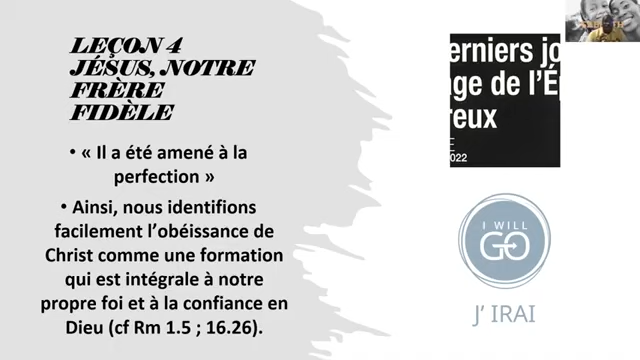 LEÇON 4
JÉSUS, NOTRE
FRÈRE
FIDÈLE
• « Il a été amené à la
perfection »
• Ainsi, nous identifions
facilement l’obéissance de
Christ comme une formation
qui est intégrale à notre
propre foi et à la confiance en
Dieu (cf Rm 1.5 ; 16.26).
erniers jo
ge de l’É
reux
022
I WILL
GO
J’ IRAI